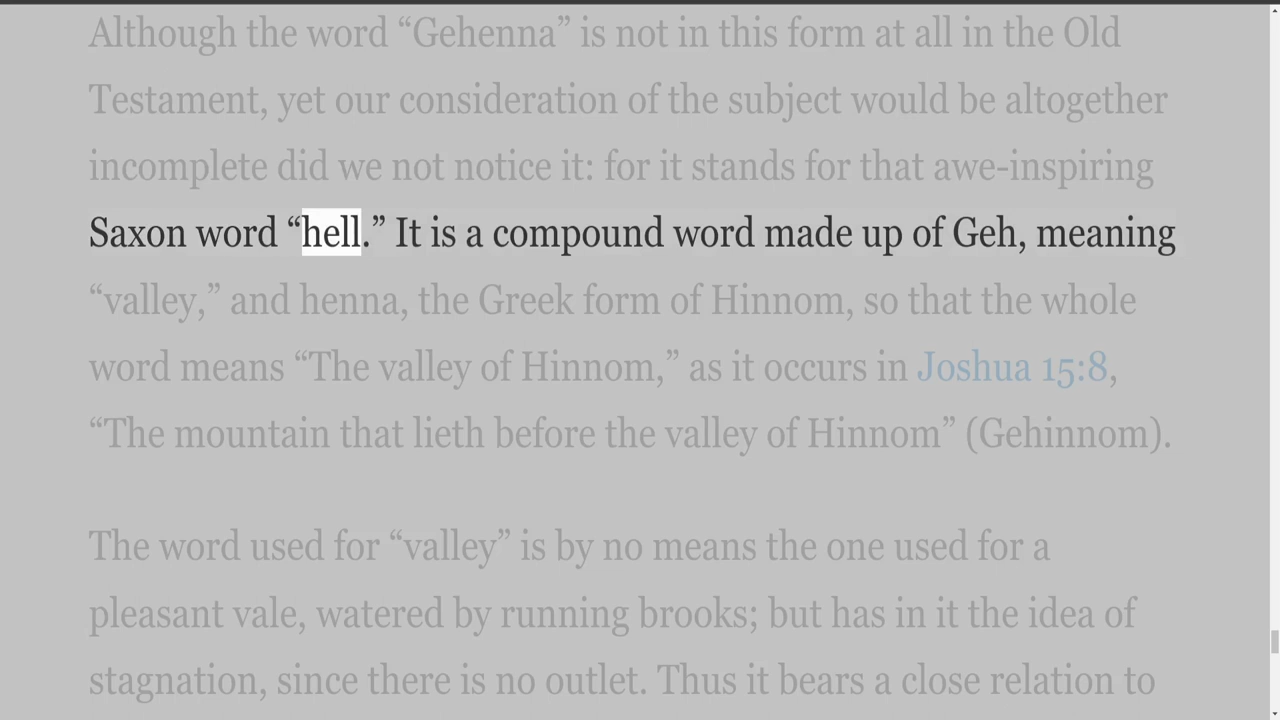 Although the word “Gehenna” is not in this form at all in the Old
Testament, yet our consideration of the subject would be altogether
incomplete did we not notice it: for it stands for that awe-inspiring
Saxon word “hell.” It is a compound word made up of Geh, meaning
“valley,” and henna, the Greek form of Hinnom, so that the whole
word means “The valley of Hinnom,” as it occurs in Joshua 15:8,
“The mountain that lieth before the valley of Hinnom” (Gehinnom).
The word used for “valley” is by no means the one used for a
pleasant vale, watered by running brooks; but has in it the idea of
stagnation, since there is no outlet. Thus it bears a close relation to